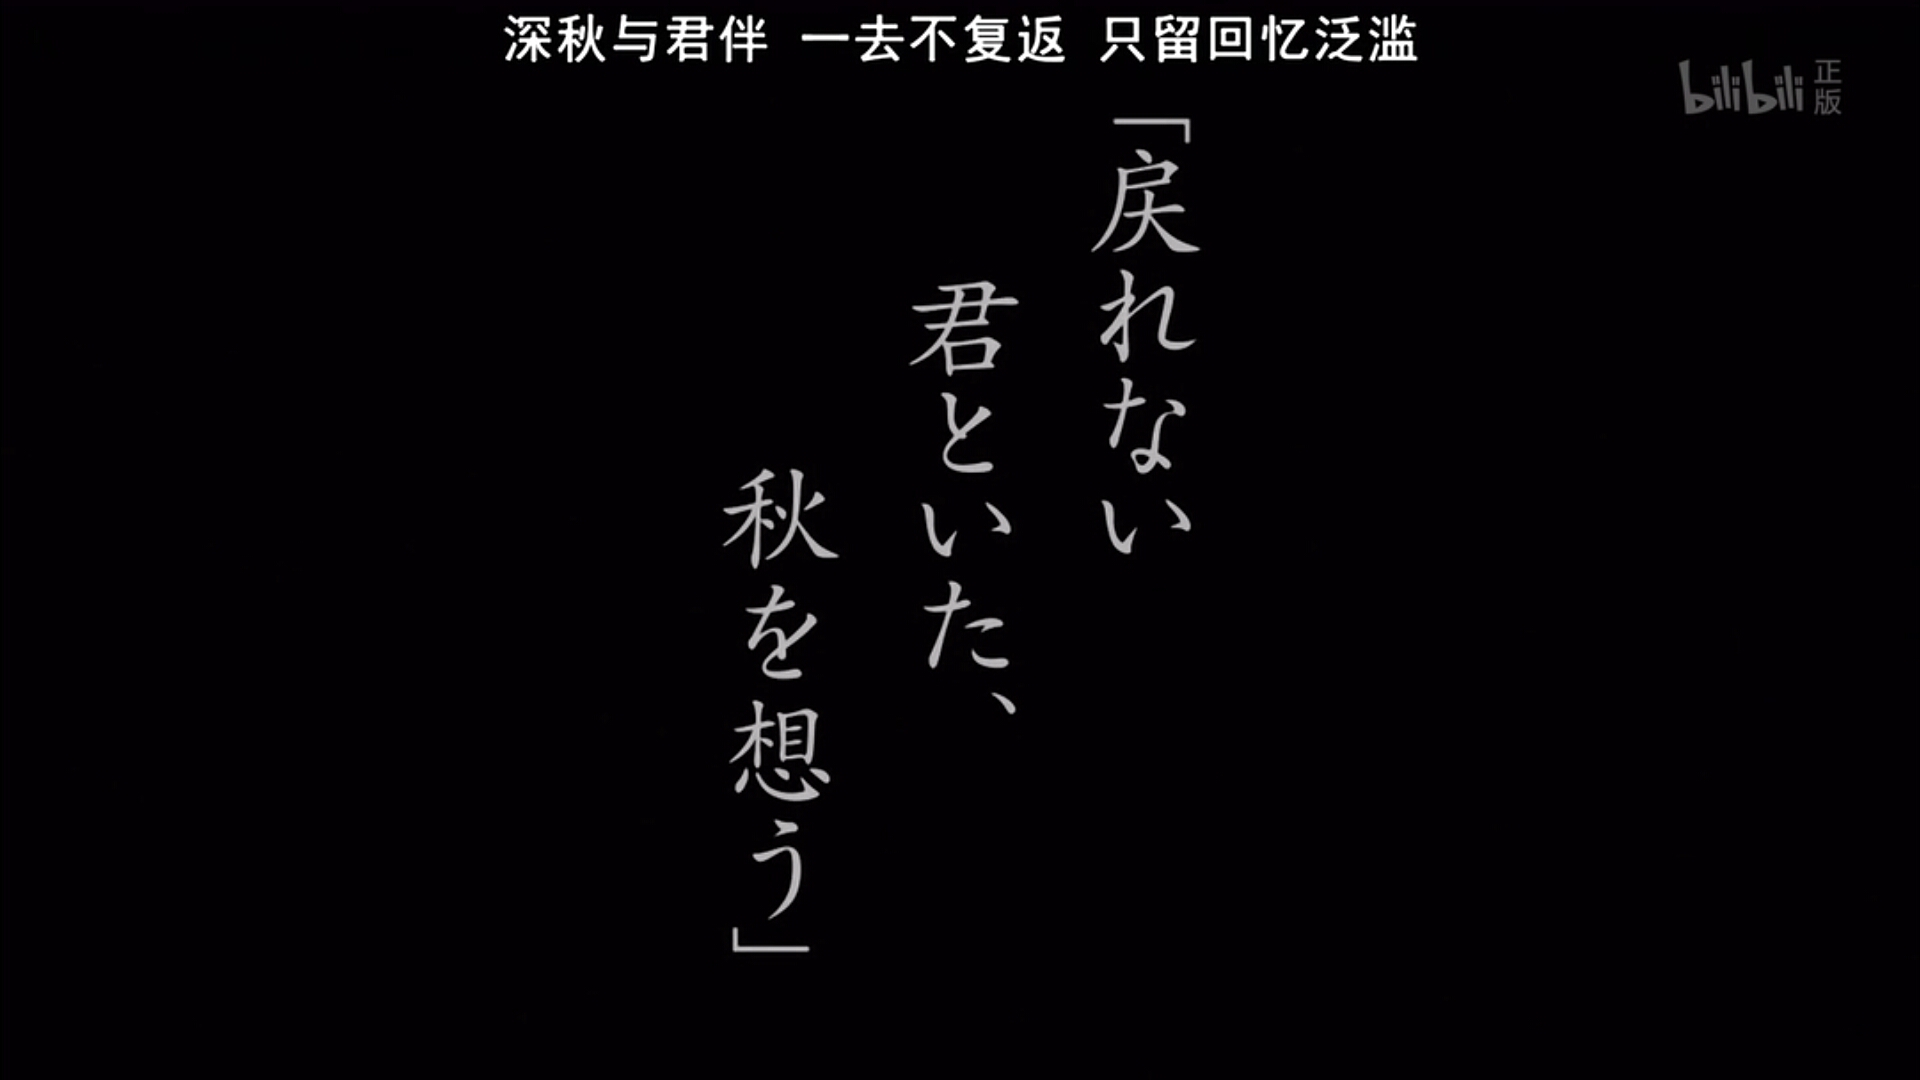 深秋与君伴 一去不复返 只留回忆泛滥
bilibili 正版
「戻れない
君といた、
秋を想う」